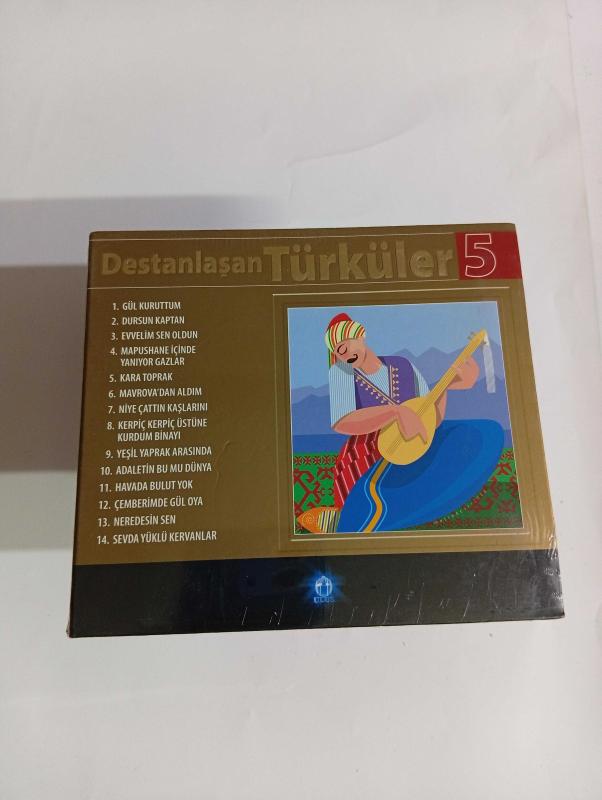 Destanlaşan Türküler 5
1. GÜL KURUTTUM
2. DURSUN KAPTAN
3. EVVELİM SEN OLDUN
4. MAPUSHANE İÇİNDE
YANIYOR GAZLAR
5. KARA TOPRAK
6. MAVROVA'DAN ALDIM
7. NİYE ÇATTIN KAŞLARINI
8. KERPİÇ KERPİÇ ÜSTÜNE
KURDUM BİNAYI
9. YEŞİL YAPRAK ARASINDA
10. ADALETİN BU MU DÜNYA
11. HAVADA BULUT YOK
12. ÇEMBERİMDE GÜL OYA
13. NEREDESİN SEN
14. SEVDA YÜKLÜ KERVANLAR
ULUS